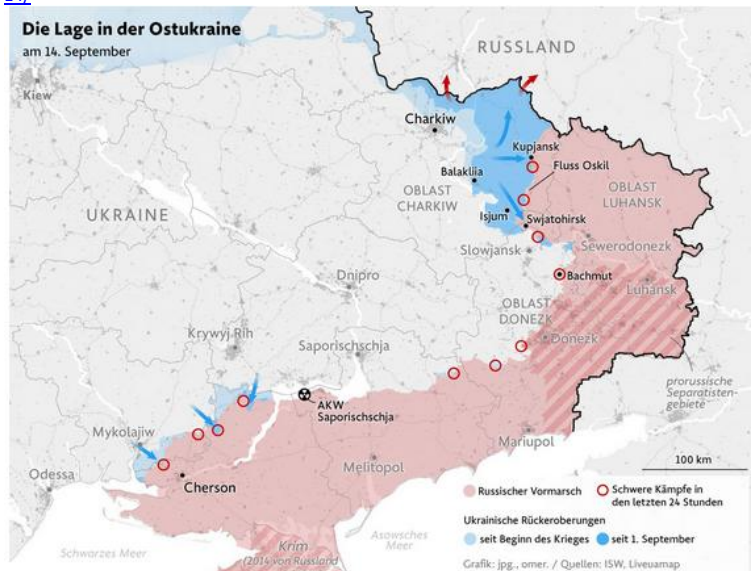 Die Lage in der Ostukraine
am 14. September
RUSSLAND
Kiew
Charkiw
Kupjansk
Fluss Oskil
Balakliia
OBLAST
CHARKIW
OBLAST
LUHANSK
UKRAINE
Isjum
Swjatohirsk
Slowjansk
Sewerodonezk
Dnipro
Bachmut
Luhansk
OBLAST
DONEZK
Krywyj Rih
Saporischschja
Donezk
prorussische
Separatisten-
gebiete
AKW
Saporischschja
Mykolajiw
Mariupol
100 km
Odessa
Melitopol
Cherson
Russischer Vormarsch
Schwere Kämpfe in
den letzten 24 Stunden
Ukrainische Rückeroberungen
seit Beginn des Krieges
seit 1. September
Schwarzes Meer
Asowsches
Meer
Krim
(2014 von Russland
Grafik: jpg., omer. / Quellen: ISW, Liveuamap